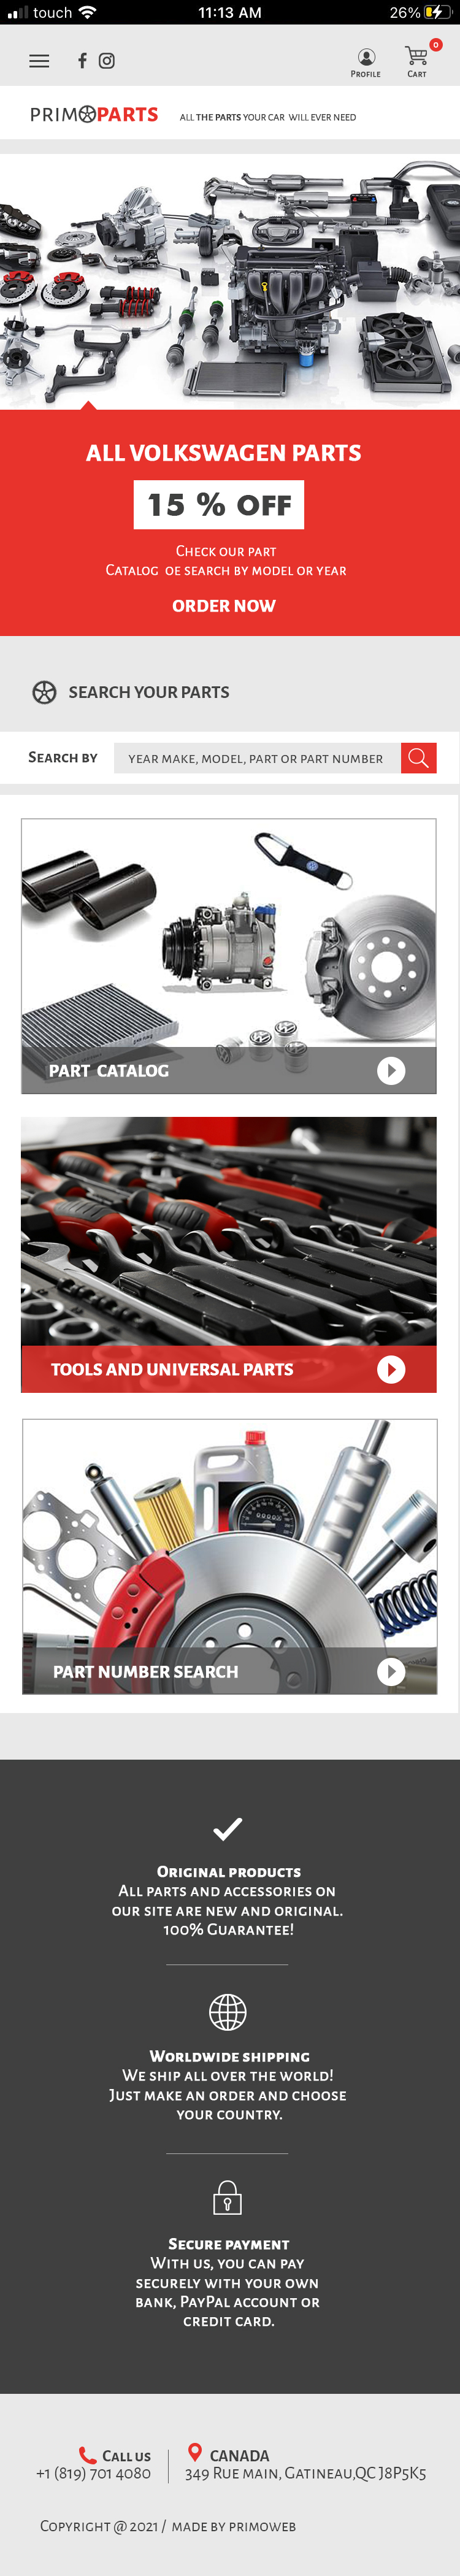 touch 11:13 AM 26%
0
PROFILE CART
PRIMOPARTS ALL THE PARTS YOUR CAR WILL EVER NEED
ALL VOLKSWAGEN PARTS
15 % OFF
CHECK OUR PART
CATALOG OE SEARCH BY MODEL OR YEAR
ORDER NOW
SEARCH YOUR PARTS
SEARCH BY YEAR MAKE, MODEL, PART OR PART NUMBER
PART CATALOG
TOOLS AND UNIVERSAL PARTS
PART NUMBER SEARCH
ORIGINAL PRODUCTS
ALL PARTS AND ACCESSORIES ON
OUR SITE ARE NEW AND ORIGINAL.
100% GUARANTEE!
WORLDWIDE SHIPPING
WE SHIP ALL OVER THE WORLD!
JUST MAKE AN ORDER AND CHOOSE
YOUR COUNTRY.
SECURE PAYMENT
WITH US, YOU CAN PAY
SECURELY WITH YOUR OWN
BANK, PAYPAL ACCOUNT OR
CREDIT CARD.
CALL US
+1 (819) 701 4080
CANADA
349 RUE MAIN, GATINEAU,QC J8P5K5
COPYRIGHT @ 2021 / MADE BY PRIMOWEB